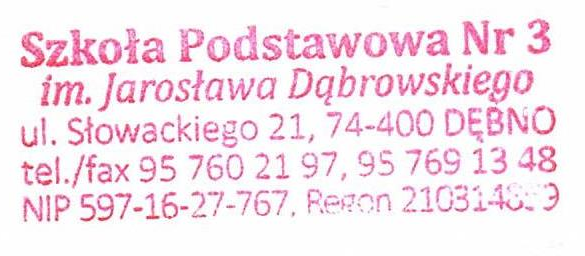 Szkoła Podstawowa Nr 3
im. Jarosława Dąbrowskiego
ul. Słowackiego 21, 74-400 DĘBNO
tel./fax 95 760 21 97, 95 769 13 48
NIP 597-16-27-767, Regon